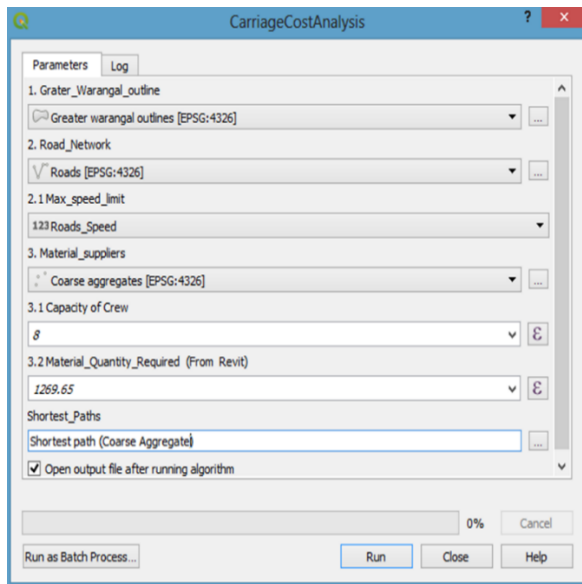 CarriageCostAnalysis
?
×
Parameters
Log
1. Grater_Warangal_outline
Greater warangal outlines [EPSG:4326]
...
2. Road_Network
Roads [EPSG:4326]
...
2.1 Max_speed_limit
123 Roads_Speed
3. Material_suppliers
Coarse aggregates [EPSG:4326]
...
3.1 Capacity of Crew
8
ε
3.2 Material_Quantity_Required (From Revit)
1269.65
ε
Shortest_Paths
Shortest path (Coarse Aggregate)
...
Open output file after running algorithm
0%
Cancel
Run as Batch Process...
Run
Close
Help